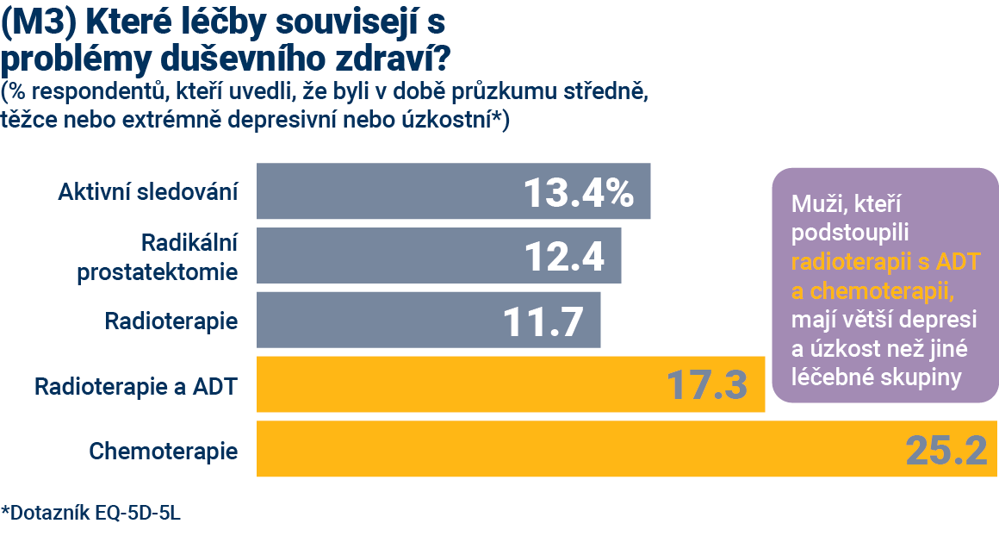 (M3) Které léčby souvisejí s
problémy duševního zdraví?
(% respondentů, kteří uvedli, že byli v době průzkumu středně,
těžce nebo extrémně depresivní nebo úzkostní*)
Aktivní sledování
13.4%
Radikální
prostatektomie
12.4
Radioterapie
11.7
Radioterapie a ADT
17.3
Chemoterapie
25.2
Muži, kteří
podstoupili
radioterapii s ADT
a chemoterapii,
mají větší depresi
a úzkost než jiné
léčebné skupiny
*Dotazník EQ-5D-5L